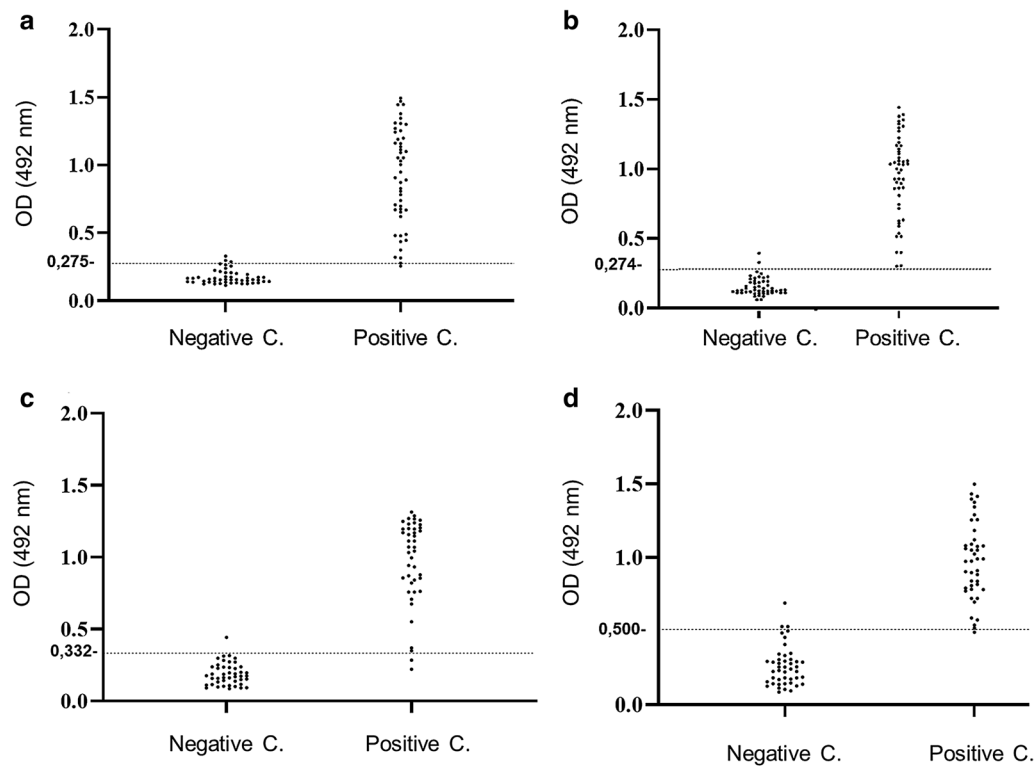 a
2.0
1.5
1.0
0.5
0,275-
0.0
OD (492 nm)
Negative C.
Positive C.
b
2.0
1.5
1.0
0.5
0,274-
0.0
OD (492 nm)
Negative C.
Positive C.
c
2.0
1.5
1.0
0.5
0,332-
0.0
OD (492 nm)
Negative C.
Positive C.
d
2.0
1.5
1.0
0,500-
0.0
OD (492 nm)
Negative C.
Positive C.